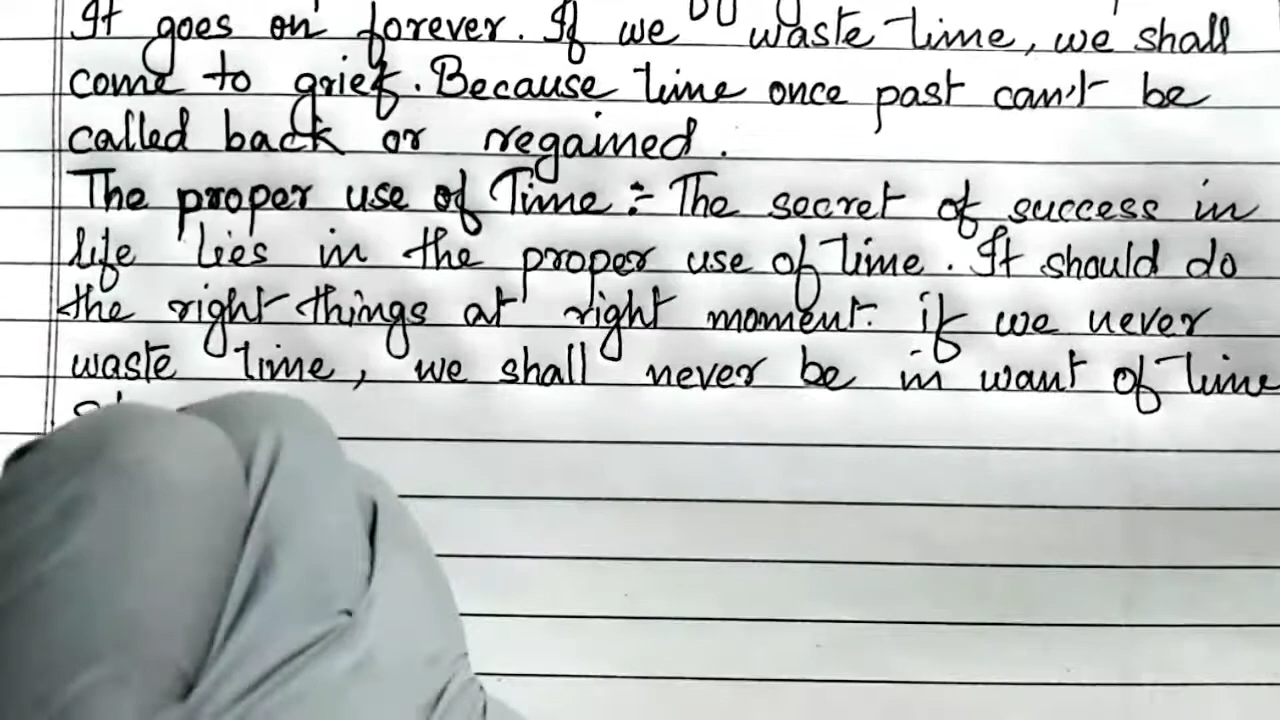 It goes on forever. If we waste time, we shall
come to grief. Because time once past can't be
called back or regained.
The proper use of Time :- The secret of success in
life lies in the proper use of time. It should do
the right things at right moment. if we never
waste time, we shall never be in want of time